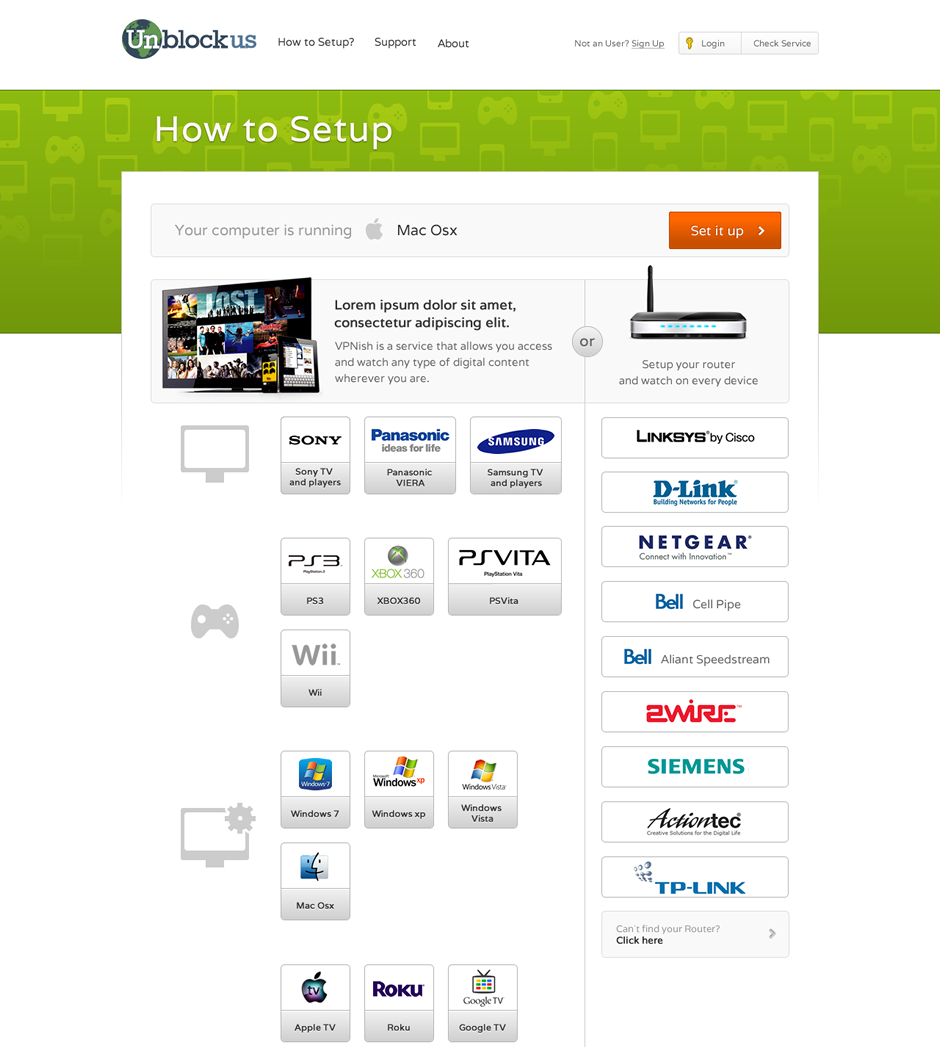 Unblockus
How to Setup?
Support
About
Not an User? Sign Up
Login
Check Service
How to Setup
Your computer is running
Mac Osx
Set it up
LOST
Lorem ipsum dolor sit amet,
consectetur adipiscing elit.
VPNish is a service that allows you access
and watch any type of digital content
wherever you are.
or
Setup your router
and watch on every device
SONY
Sony TV
and players
Panasonic
ideas for life
Panasonic
VIERA
SAMSUNG
Samsung TV
and players
PS3
PlayStation 3
PS3
XBOX 360
XBOX360
PSVITA
PlayStation Vita
PSVita
Wii
Wii
Windows 7
Windows 7
Microsoft
Windows xp
Windows xp
Windows Vista
Windows
Vista
Mac Osx
tv
Apple TV
ROKU
Roku
Google TV
Google TV
LINKSYS® by Cisco
D-Link®
Building Networks for People
NETGEAR®
Connect with Innovation™
Bell Cell Pipe
Bell Aliant Speedstream
2WIRE™
SIEMENS
Actiontec
Creative Solutions for the Digital Life
TP-LINK
Can't find your Router?
Click here